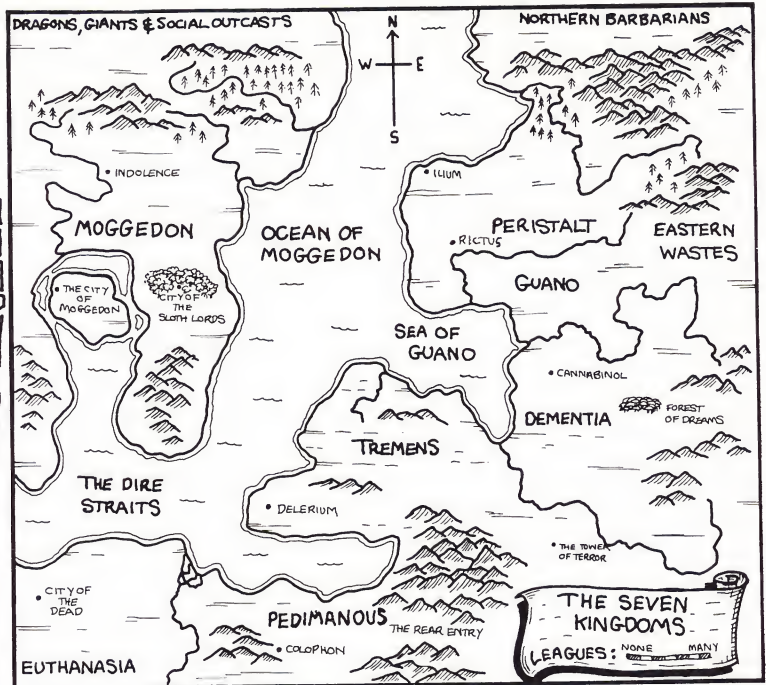 DRAGONS, GIANTS & SOCIAL OUTCASTS
NORTHERN BARBARIANS
N
W
E
S
INDOLENCE
ILIUM
MOGGEDON
OCEAN OF
MOGGEDON
PERISTALT
RICTUS
EASTERN
WASTES
GUANO
THE CITY
OF
MOGGEDON
CITY OF
THE
SLOTH LORDS
SEA OF
GUANO
CANNABINOL
DEMENTIA
FOREST
OF DREAMS
TREMENS
THE DIRE
STRAITS
DELERIUM
THE TOWER
OF TERROR
CITY OF
THE
DEAD
PEDIMANOUS
THE REAR ENTRY
COLOPHON
EUTHANASIA
THE SEVEN
KINGDOMS
LEAGUES: NONE MANY